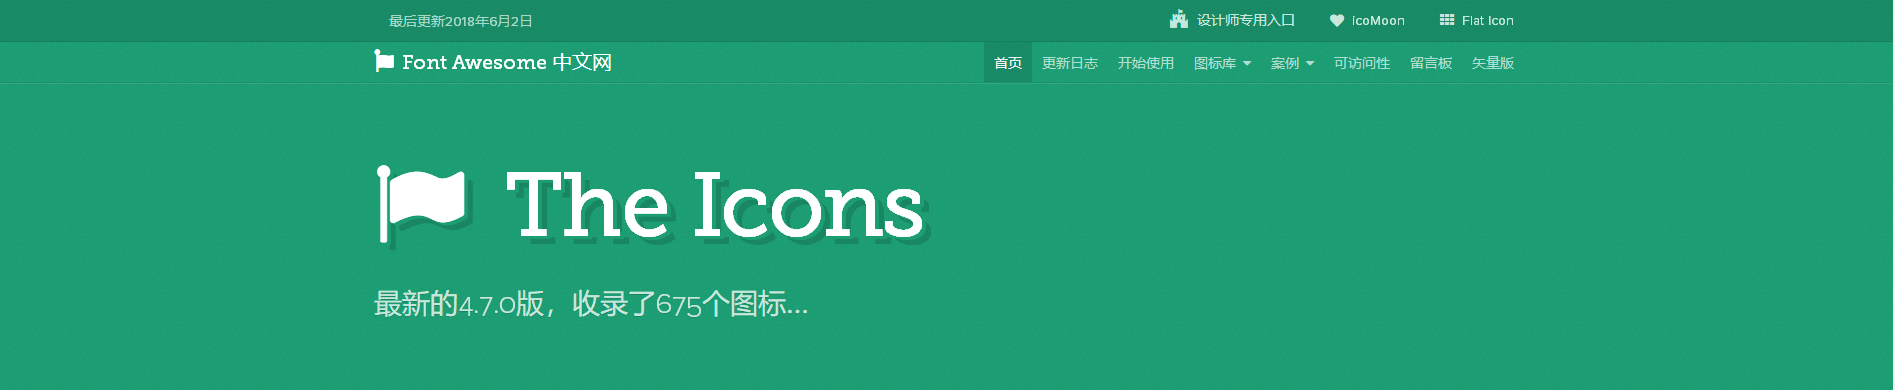 最后更新2018年6月2日 设计师专用入口 IcoMoon Flat Icon
Font Awesome 中文网 首页 更新日志 开始使用 图标库 案例 可访问性 留言板 矢量版
The Icons
最新的4.7.0版，收录了675个图标...